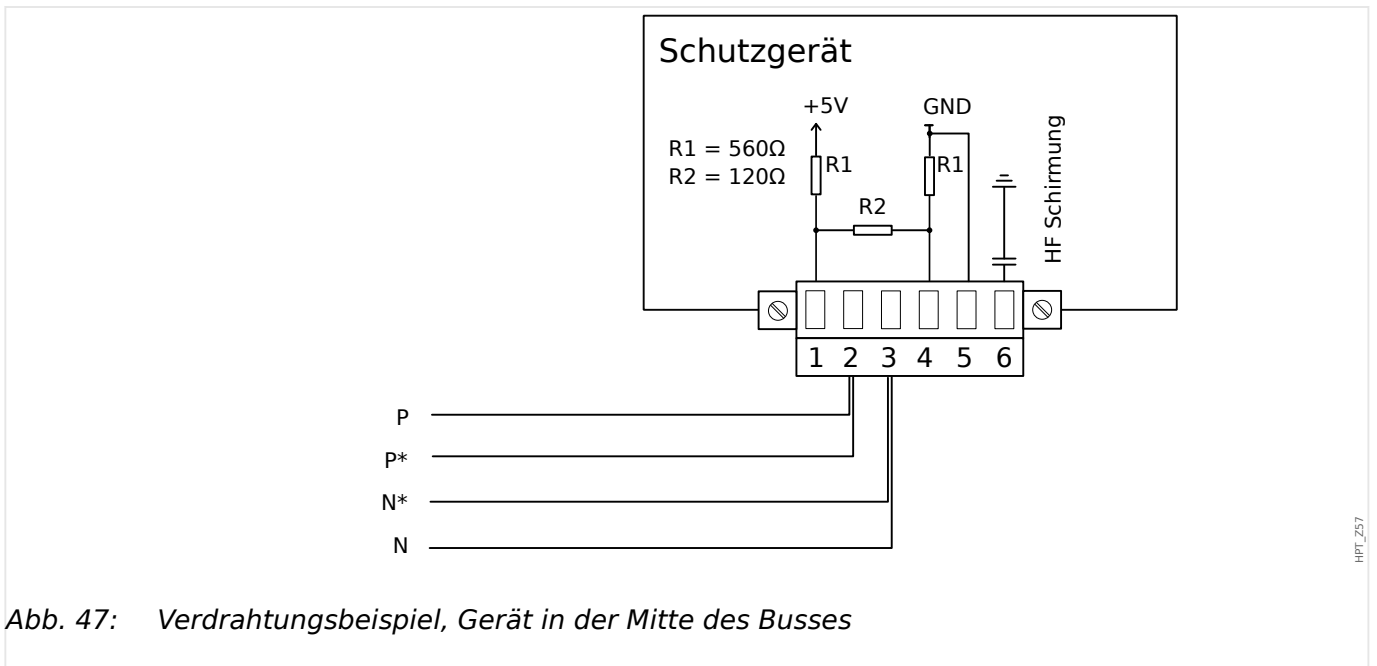 Schutzgerät
+5V
GND
R1 = 560Ω
R2 = 120Ω
R1
R1
R2
HF Schirmung
1 2 3 4 5 6
P
P*
N*
N
HPT_Z57
Abb. 47: Verdrahtungsbeispiel, Gerät in der Mitte des Busses